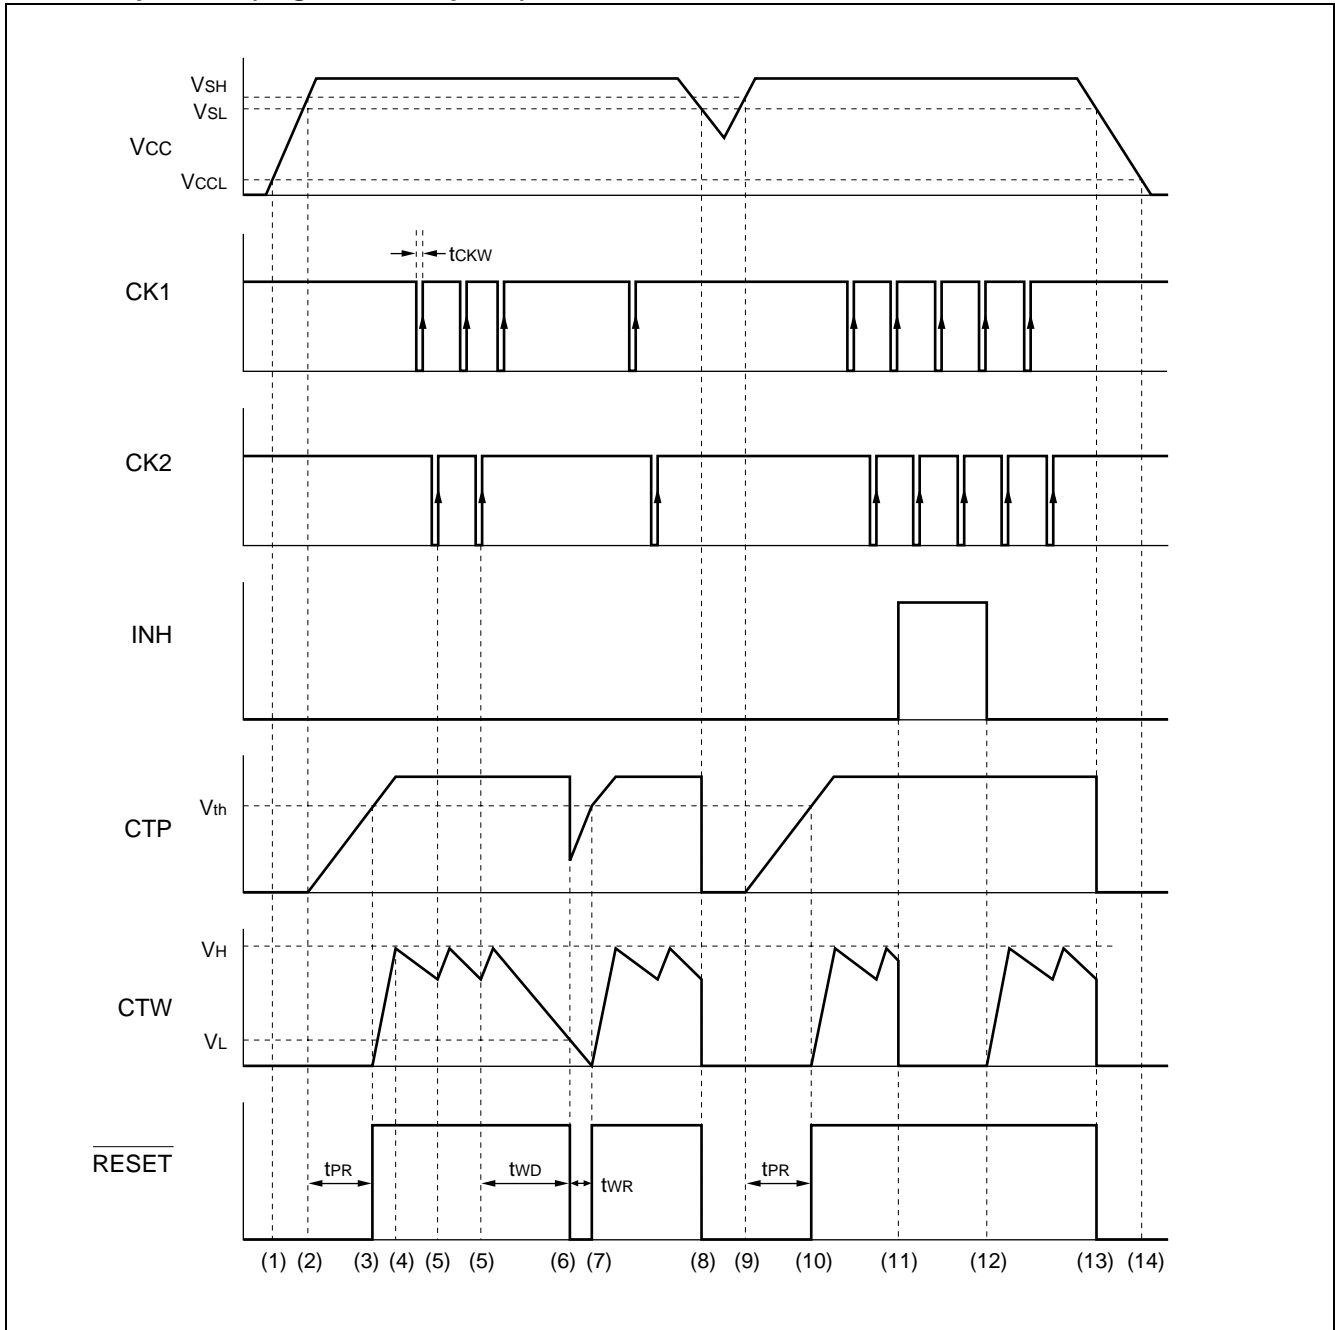 VSH
VSL
VCC
VCCL
tCKW
CK1
CK2
INH
Vth
CTP
VH
CTW
VL
RESET
tPR
tWD
tWR
tPR
(1) (2) (3) (4) (5) (5) (6) (7) (8) (9) (10) (11) (12) (13) (14)